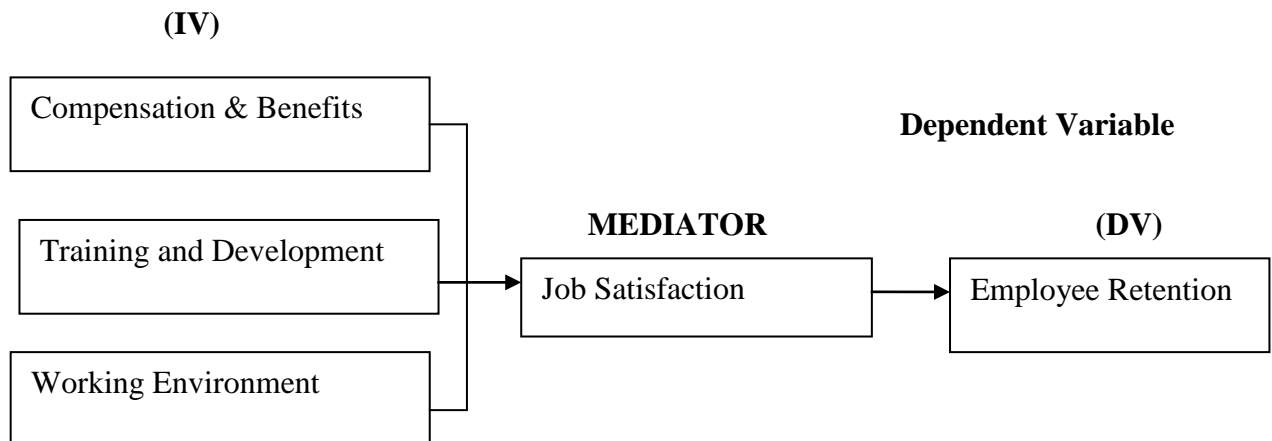 (IV)
Compensation & Benefits
Dependent Variable
Training and Development
MEDIATOR
(DV)
Job Satisfaction
Employee Retention
Working Environment